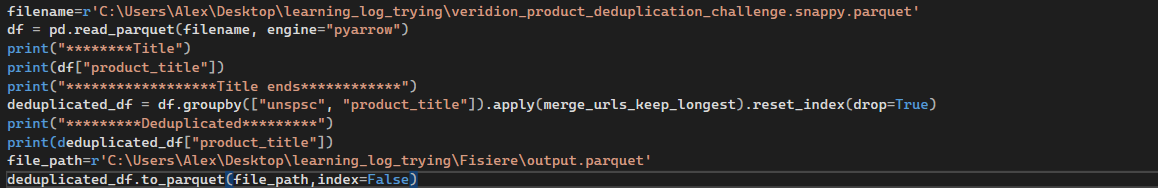 filename=r'C:\Users\Alex\Desktop\learning_log_trying\veridion_product_deduplication_challenge.snappy.parquet'
df = pd.read_parquet(filename, engine="pyarrow")
print("********Title")
print(df["product_title"])
print("******************Title ends************")
deduplicated_df = df.groupby(["unspsc", "product_title"]).apply(merge_urls_keep_longest).reset_index(drop=True)
print("*********Deduplicated*********")
print(deduplicated_df["product_title"])
file_path=r'C:\Users\Alex\Desktop\learning_log_trying\Fisiere\output.parquet'
deduplicated_df.to_parquet(file_path,index=False)